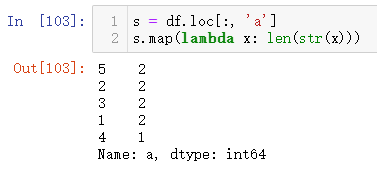 In [103]:
1 s = df.loc[:, 'a']
2 s.map(lambda x: len(str(x)))
Out[103]:
5 2
2 2
3 2
1 2
4 1
Name: a, dtype: int64